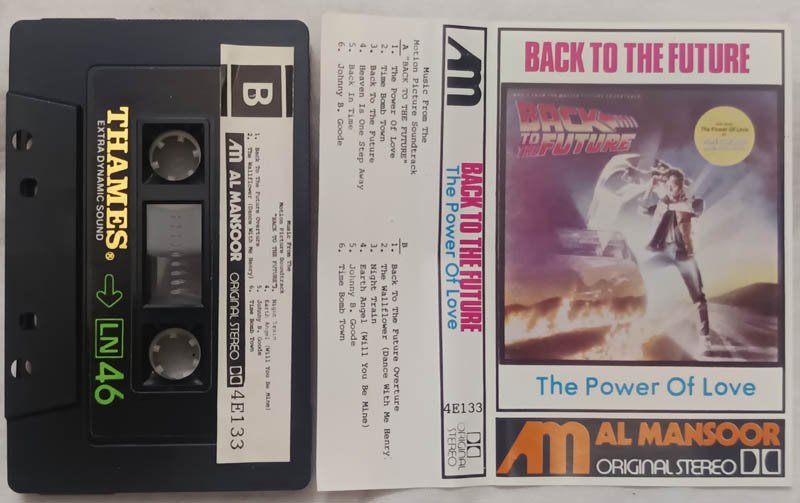 THAMES®
EXTRA DYNAMIC SOUND
LN 46
B
Music From The
Motion Picture Soundtrack
"BACK TO THE FUTURE"
1. Back To The Future Overture
2. The Wallflower (Dance With Me Henry)
3. Night Train
4. Earth Angel (Will You Be Mine)
5. Johnny B. Goode
6. Time Bomb Town
AM AL MANSOOR ORIGINAL STEREO
4E133
Music From The
Motion Picture Soundtrack
A "BACK TO THE FUTURE"
1. The Power Of Love
2. Time Bomb Town
3. Back To The Future
4. Heaven Is One Step Away
5. Back In Time
6. Johnny B. Goode
B
1. Back To The Future Overture
2. The Wallflower (Dance With Me Henry.
3. Night Train
4. Earth Angel (Will You Be Mine)
5. Johnny B. Goode
6. Time Bomb Town
AM
BACK TO THE FUTURE
The Power Of Love
4E133
ORIGINAL
STEREO
BACK TO THE FUTURE
MUSIC FROM THE MOTION PICTURE SOUNDTRACK
BACK
TO THE
FUTURE
The Power Of Love
The Power Of Love
AM AL MANSOOR
ORIGINAL STEREO